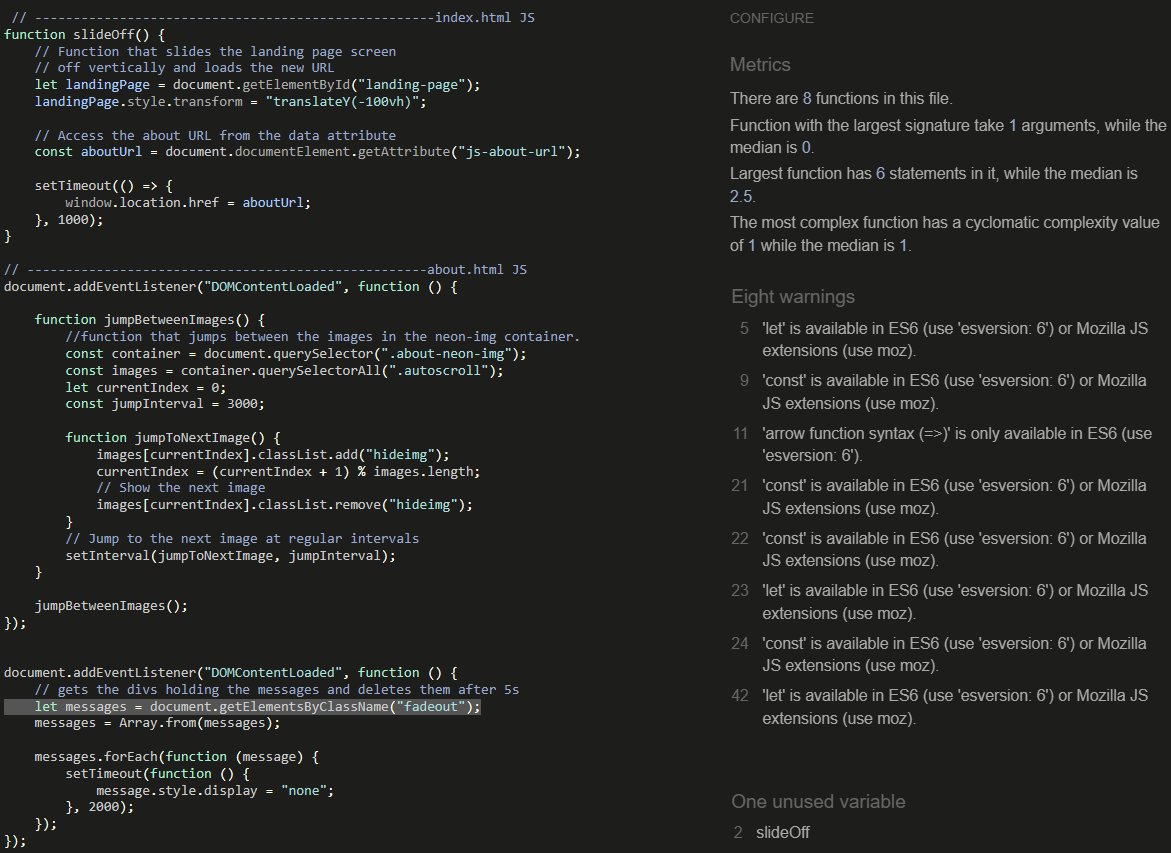 // ----------------------------------------------------index.html JS
function slideOff() {
    // Function that slides the landing page screen
    // off vertically and loads the new URL
    let landingPage = document.getElementById("landing-page");
    landingPage.style.transform = "translateY(-100vh)";

    // Access the about URL from the data attribute
    const aboutUrl = document.documentElement.getAttribute("js-about-url");

    setTimeout(() => {
        window.location.href = aboutUrl;
    }, 1000);
}

// ----------------------------------------------------about.html JS
document.addEventListener("DOMContentLoaded", function () {

    function jumpBetweenImages() {
        //function that jumps between the images in the neon-img container.
        const container = document.querySelector(".about-neon-img");
        const images = container.querySelectorAll(".autoscroll");
        let currentIndex = 0;
        const jumpInterval = 3000;

        function jumpToNextImage() {
            images[currentIndex].classList.add("hideimg");
            currentIndex = (currentIndex + 1) % images.length;
            // Show the next image
            images[currentIndex].classList.remove("hideimg");
        }
        // Jump to the next image at regular intervals
        setInterval(jumpToNextImage, jumpInterval);
    }

    jumpBetweenImages();
});

document.addEventListener("DOMContentLoaded", function () {
    // gets the divs holding the messages and deletes them after 5s
    let messages = document.getElementsByClassName("fadeout");
    messages = Array.from(messages);

    messages.forEach(function (message) {
        setTimeout(function () {
            message.style.display = "none";
        }, 2000);
    });
});
CONFIGURE
Metrics
There are 8 functions in this file.
Function with the largest signature take 1 arguments, while the
median is 0.
Largest function has 6 statements in it, while the median is
2.5.
The most complex function has a cyclomatic complexity value
of 1 while the median is 1.
Eight warnings
5 'let' is available in ES6 (use 'esversion: 6') or Mozilla JS
extensions (use moz).
9 'const' is available in ES6 (use 'esversion: 6') or Mozilla
JS extensions (use moz).
11 'arrow function syntax (=>)' is only available in ES6 (use
'esversion: 6').
21 'const' is available in ES6 (use 'esversion: 6') or Mozilla
JS extensions (use moz).
22 'const' is available in ES6 (use 'esversion: 6') or Mozilla
JS extensions (use moz).
23 'let' is available in ES6 (use 'esversion: 6') or Mozilla JS
extensions (use moz).
24 'const' is available in ES6 (use 'esversion: 6') or Mozilla
JS extensions (use moz).
42 'let' is available in ES6 (use 'esversion: 6') or Mozilla JS
extensions (use moz).
One unused variable
2 slideOff